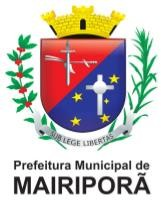 SUB LEGE LIBERTAS
Prefeitura Municipal de
MAIRIPORÃ